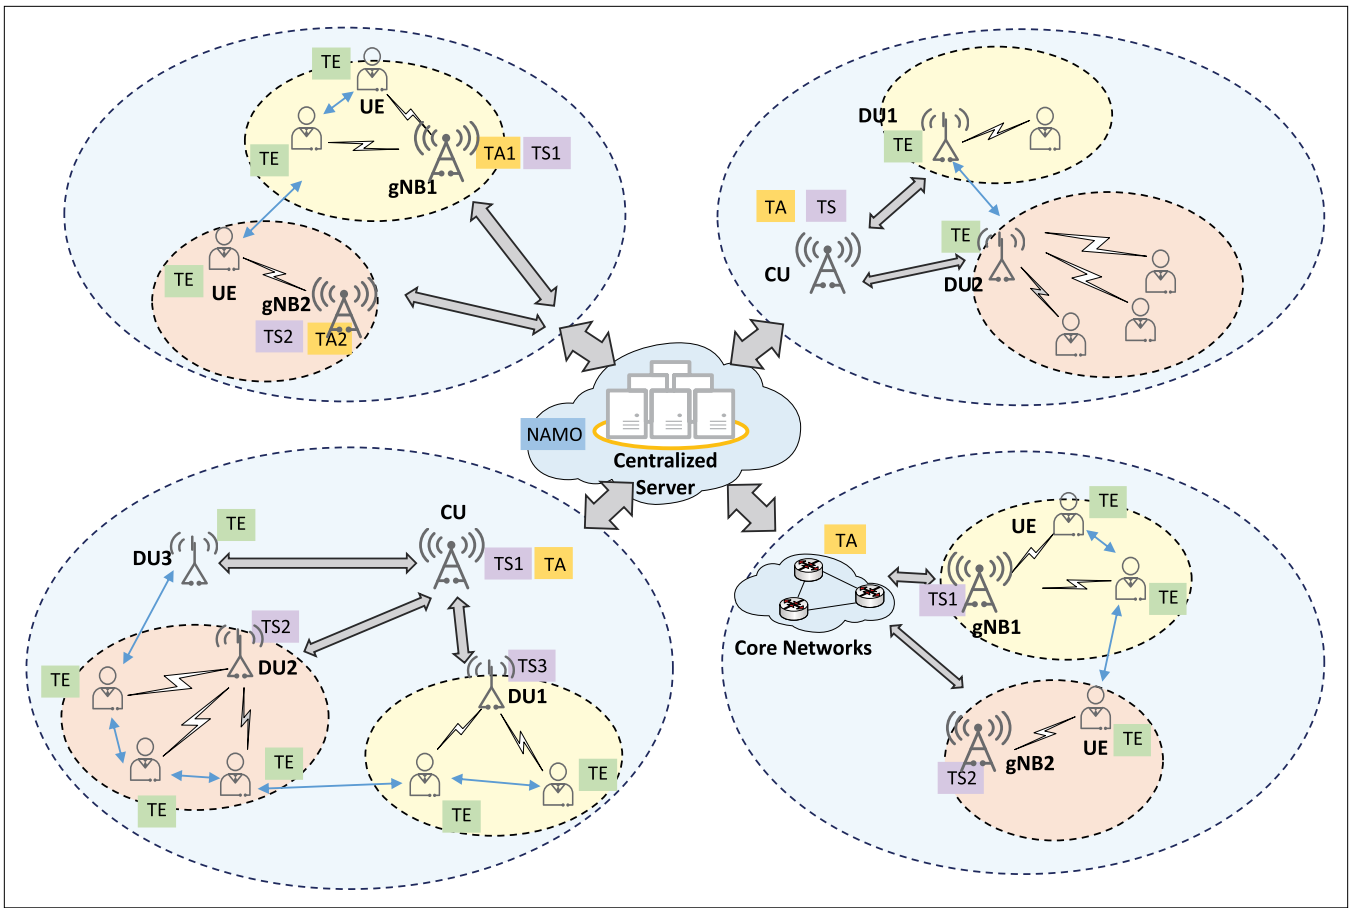 TE
UE
TE
gNB1
TA1
TS1
TE
UE
gNB2
TS2
TA2
DU1
TE
TA
TS
CU
TE
DU2
NAMO
Centralized
Server
TE
DU3
CU
TS1
TA
TS2
DU2
TE
TE
TE
TS3
DU1
TE
TE
TA
Core Networks
UE
TE
TS1
gNB1
TE
UE
TE
gNB2
TS2